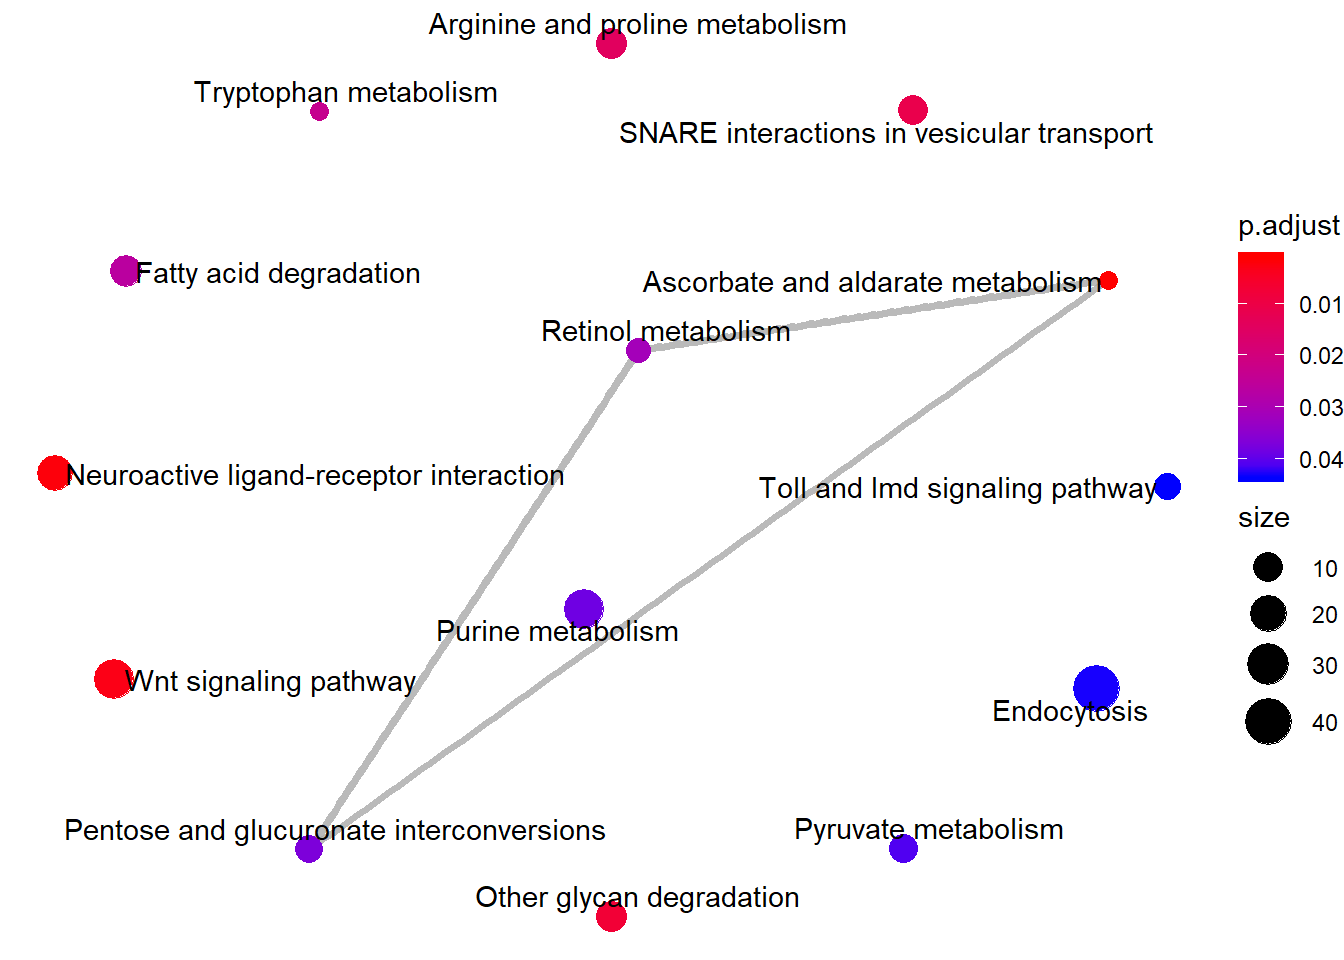 Arginine and proline metabolism
Tryptophan metabolism
SNARE interactions in vesicular transport
Fatty acid degradation
Ascorbate and aldarate metabolism
Retinol metabolism
Neuroactive ligand-receptor interaction
Toll and Imd signaling pathway
Purine metabolism
Wnt signaling pathway
Endocytosis
Pentose and glucuronate interconversions
Pyruvate metabolism
Other glycan degradation
p.adjust
0.01
0.02
0.03
0.04
size
10
20
30
40